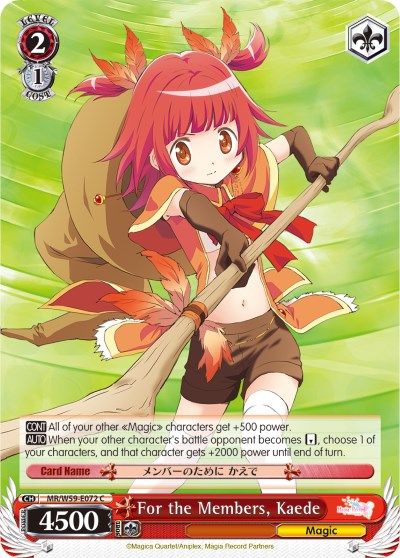 LEVEL
2
1
COST
CONT All of your other «Magic» characters get +500 power.
AUTO When your other character's battle opponent becomes [▼], choose 1 of
your characters, and that character gets +2000 power until end of turn.
Card Name メンバーのために かえで
CH MR/W59-E072 C
POWER 4500 For the Members, Kaede
SOUL
Magic
©Magica Quartet/Aniplex, Magia Record Partners